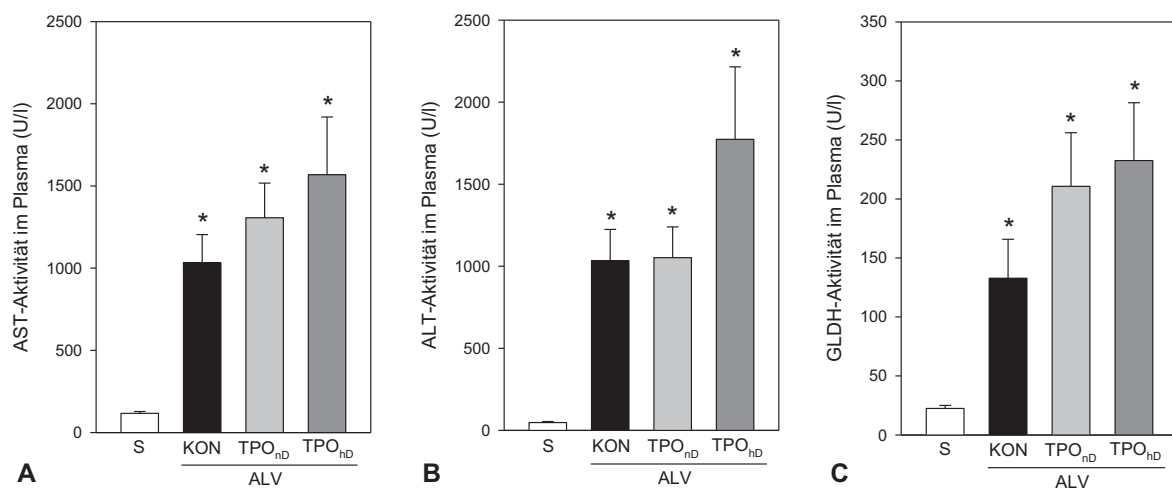 AST-Aktivität im Plasma (U/l)
2500
2000
1500
1000
500
0
*
*
*
S
KON
TPOnD
TPOhD
ALV
A
ALT-Aktivität im Plasma (U/l)
2500
2000
1500
1000
500
0
*
*
*
S
KON
TPOnD
TPOhD
ALV
B
GLDH-Aktivität im Plasma (U/l)
350
300
250
200
150
100
50
0
*
*
*
S
KON
TPOnD
TPOhD
ALV
C